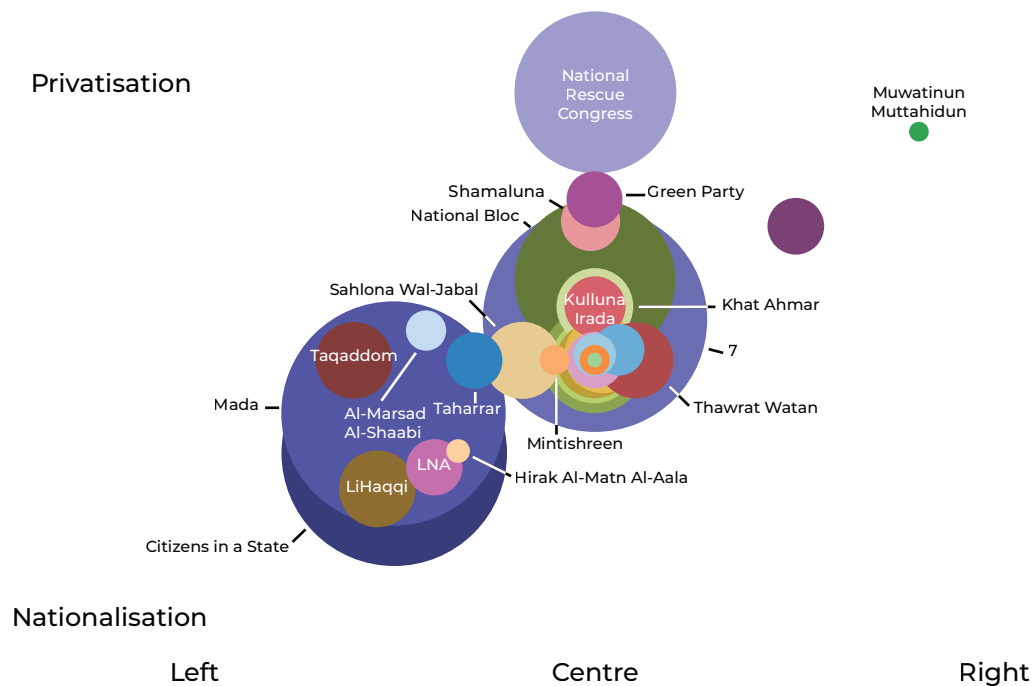 Privatisation
National
Rescue
Congress
Muwatinun
Muttahidun
Shamaluna
Green Party
National Bloc
Sahlona Wal-Jabal
Kulluna
Irada
Khat Ahmar
7
Taqaddom
Mada
Al-Marsad
Al-Shaabi
Taharrar
Thawrat Watan
Mintishreen
LNA
Hirak Al-Matn Al-Aala
LiHaqqi
Citizens in a State
Nationalisation
Left
Centre
Right